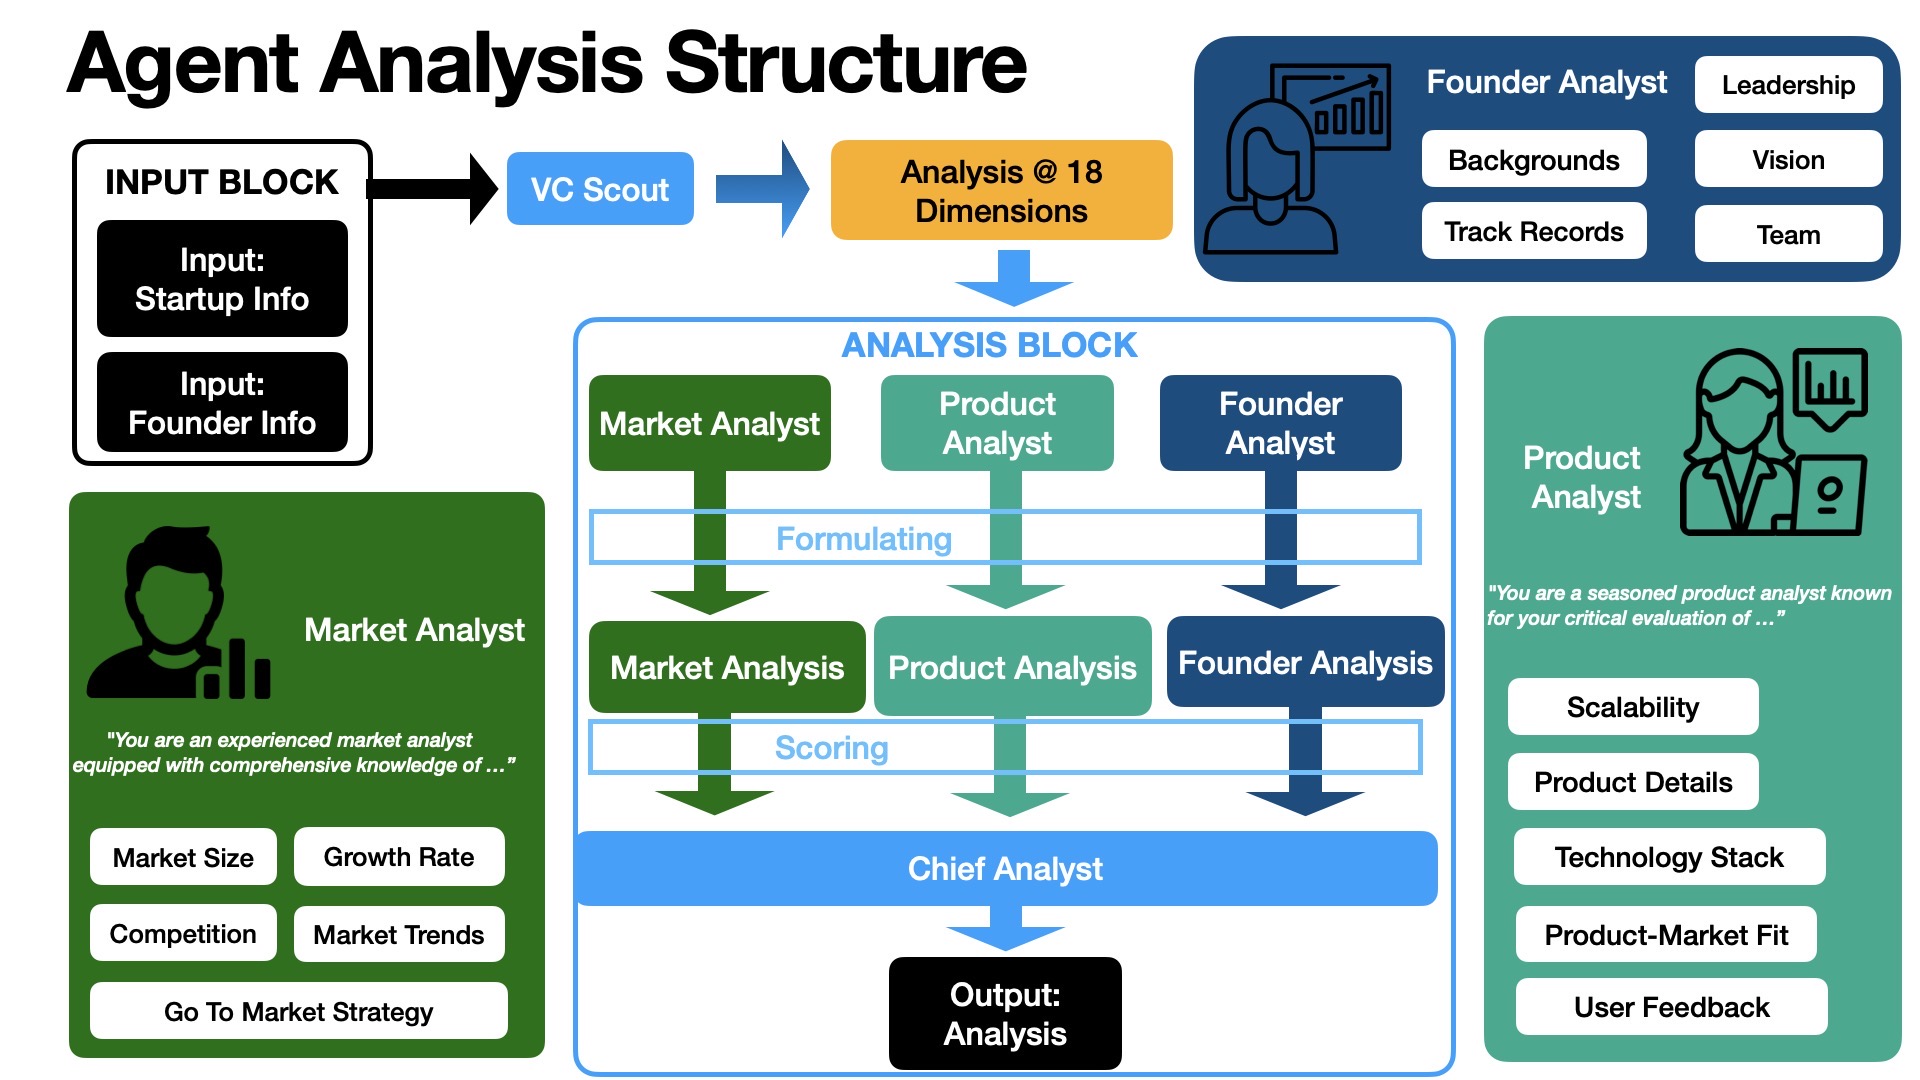 Agent Analysis Structure
INPUT BLOCK
Input:
Startup Info
Input:
Founder Info
VC Scout
Analysis @ 18
Dimensions
Founder Analyst
Leadership
Backgrounds
Vision
Track Records
Team
ANALYSIS BLOCK
Market Analyst
Product
Analyst
Founder
Analyst
Formulating
Market Analysis
Product Analysis
Founder Analysis
Scoring
Chief Analyst
Output:
Analysis
Market Analyst
"You are an experienced market analyst
equipped with comprehensive knowledge of ...”
Market Size
Growth Rate
Competition
Market Trends
Go To Market Strategy
Product
Analyst
"You are a seasoned product analyst known
for your critical evaluation of ...”
Scalability
Product Details
Technology Stack
Product-Market Fit
User Feedback